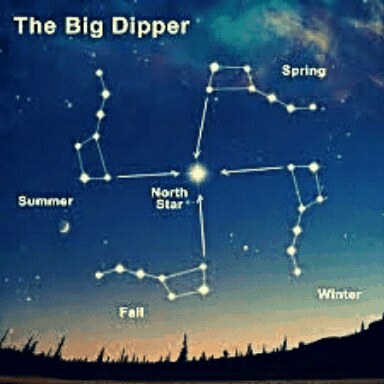 The Big Dipper
Spring
North
Star
Summer
Fall
Winter